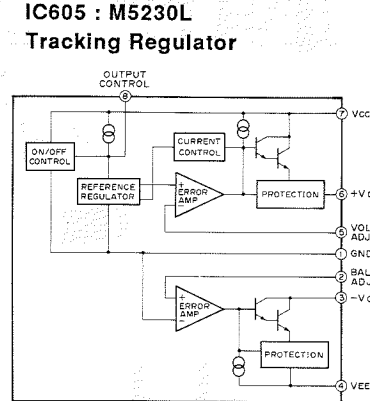 IC605 : M5230L
Tracking Regulator
OUTPUT
CONTROL
8
7 VCC
ON/OFF
CONTROL
CURRENT
CONTROL
REFERENCE
REGULATOR
+
ERROR
AMP
−
PROTECTION
6 +V
5 VOL
ADJ
1 GND
2 BAL
ADJ
3 −V
+
ERROR
AMP
−
PROTECTION
4 VEE